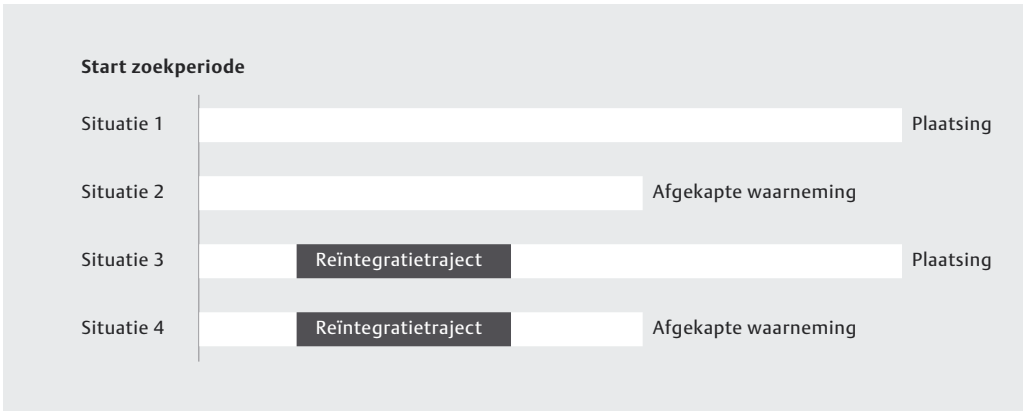 Start zoekperiode
Situatie 1 Plaatsing
Situatie 2 Afgekapte waarneming
Situatie 3 Reïntegratietraject Plaatsing
Situatie 4 Reïntegratietraject Afgekapte waarneming